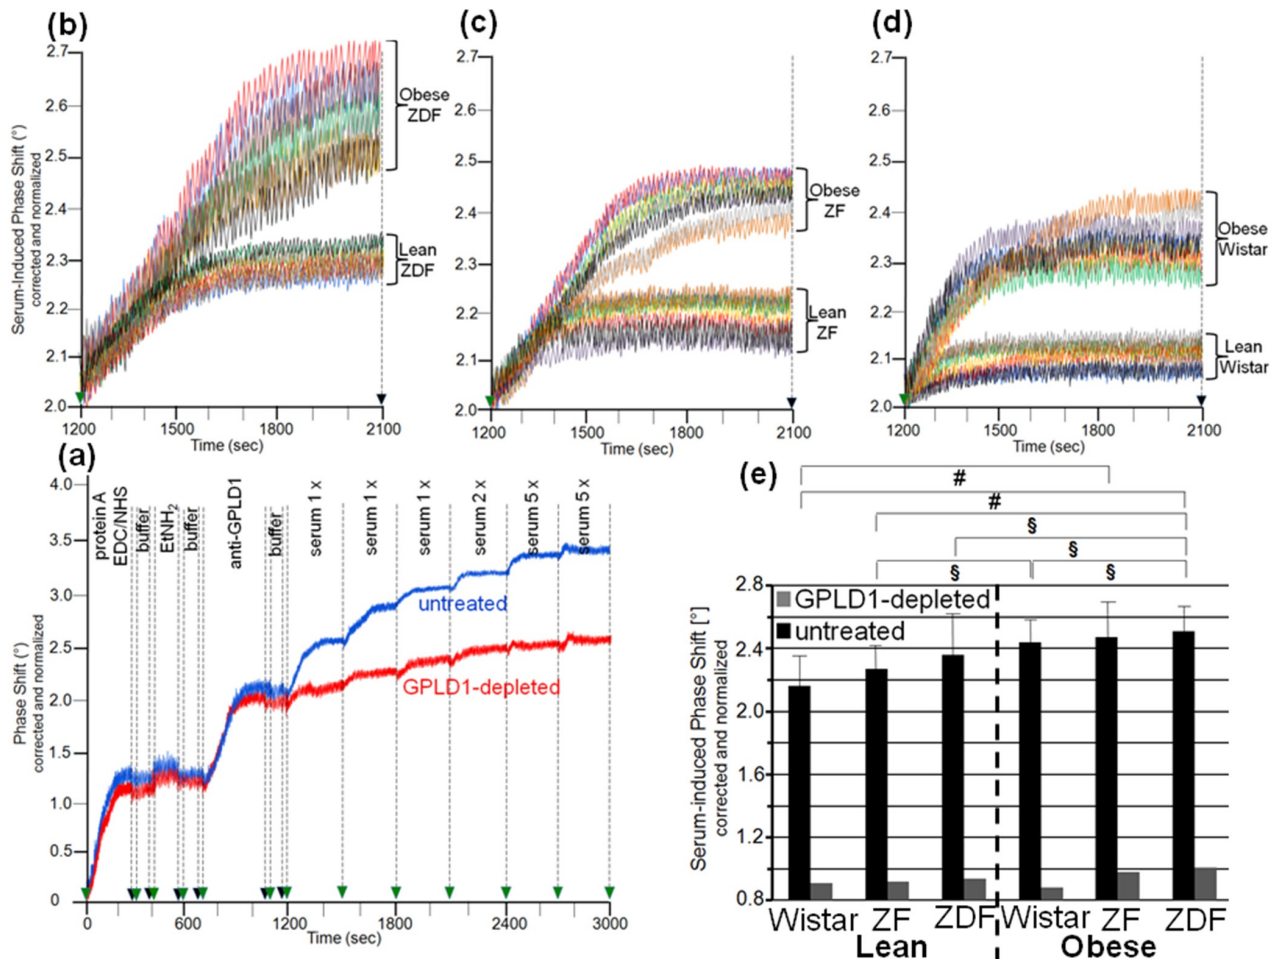 (b)
Serum-Induced Phase Shift (°)
corrected and normalized
2.7
2.6
2.5
2.4
2.3
2.2
2.1
2.0
Obese
ZDF
Lean
ZDF
1200 1500 1800 2100
Time (sec)
(c)
2.7
2.6
2.5
2.4
2.3
2.2
2.1
2.0
Obese
ZF
Lean
ZF
1200 1500 1800 2100
Time (sec)
(d)
2.7
2.6
2.5
2.4
2.3
2.2
2.1
2.0
Obese
Wistar
Lean
Wistar
1200 1500 1800 2100
Time (sec)
(a)
Phase Shift (°)
corrected and normalized
4.0
3.5
3.0
2.5
2.0
1.5
1.0
0.5
0
protein A
EDC/NHS
buffer
EtNH2
buffer
anti-GPLD1
buffer
serum 1 x
serum 1 x
serum 1 x
serum 2 x
serum 5 x
serum 5 x
untreated
GPLD1-depleted
0 600 1200 1800 2400 3000
Time (sec)
(e)
#
#
§
§
§ §
Serum-induced Phase Shift [°]
corrected and normalized
2.8
2.4
2.0
1.6
1.2
0.8
GPLD1-depleted
untreated
Wistar ZF ZDF Wistar ZF ZDF
Lean Obese